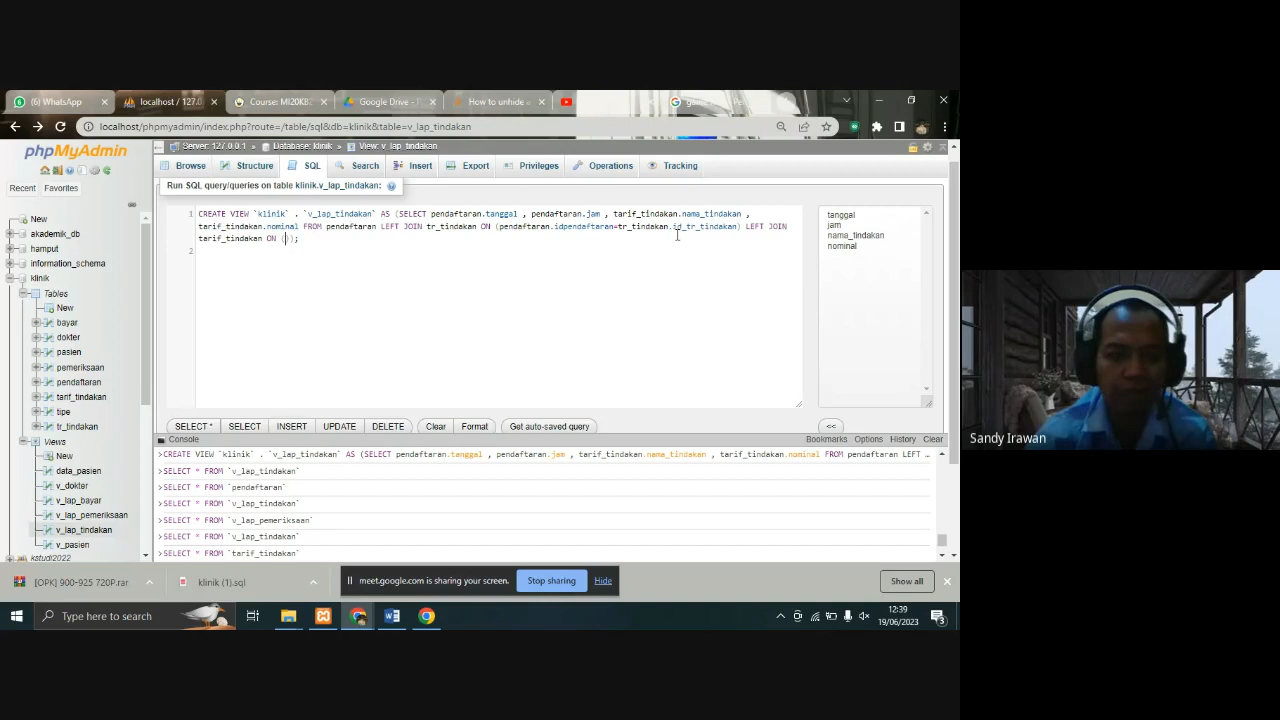 (6) WhatsApp
localhost / 127.0
Course: MI20KB2
Google Drive - P
How to unhide
localhost/phpmyadmin/index.php?route=/table/sql&db=klinik&table=v_lap_tindakan
phpMyAdmin
Recent Favorites
New
akademik_db
hamput
information_schema
klinik
Tables
New
bayar
dokter
pasien
pemeriksaan
pendaftaran
tarif_tindakan
tipe
tr_tindakan
Views
New
data_pasien
v_dokter
v_lap_bayar
v_lap_pemeriksaan
v_lap_tindakan
v_pasien
kstudi2022
Server: 127.0.0.1 » Database: klinik » View: v_lap_tindakan
Browse Structure SQL Search Insert Export Privileges Operations Tracking
Run SQL query/queries on table klinik.v_lap_tindakan:
1 CREATE VIEW `klinik` . `v_lap_tindakan` AS (SELECT pendaftaran.tanggal , pendaftaran.jam , tarif_tindakan.nama_tindakan ,
tarif_tindakan.nominal FROM pendaftaran LEFT JOIN tr_tindakan ON (pendaftaran.idpendaftaran=tr_tindakan.id_tr_tindakan) LEFT JOIN
tarif_tindakan ON ());
2
tanggal
jam
nama_tindakan
nominal
SELECT * SELECT INSERT UPDATE DELETE Clear Format Get auto-saved query <<
Console Bookmarks Options History Clear
>CREATE VIEW `klinik` . `v_lap_tindakan` AS (SELECT pendaftaran.tanggal , pendaftaran.jam , tarif_tindakan.nama_tindakan , tarif_tindakan.nominal FROM pendaftaran LEFT ...
>SELECT * FROM `v_lap_tindakan`
>SELECT * FROM `pendaftaran`
>SELECT * FROM `v_lap_tindakan`
>SELECT * FROM `v_lap_pemeriksaan`
>SELECT * FROM `v_lap_tindakan`
>SELECT * FROM `tarif_tindakan`
[OPK] 900-925 720P.rar
klinik (1).sql
meet.google.com is sharing your screen. Stop sharing Hide
Show all
Type here to search
12:39
19/06/2023
3
Sandy Irawan